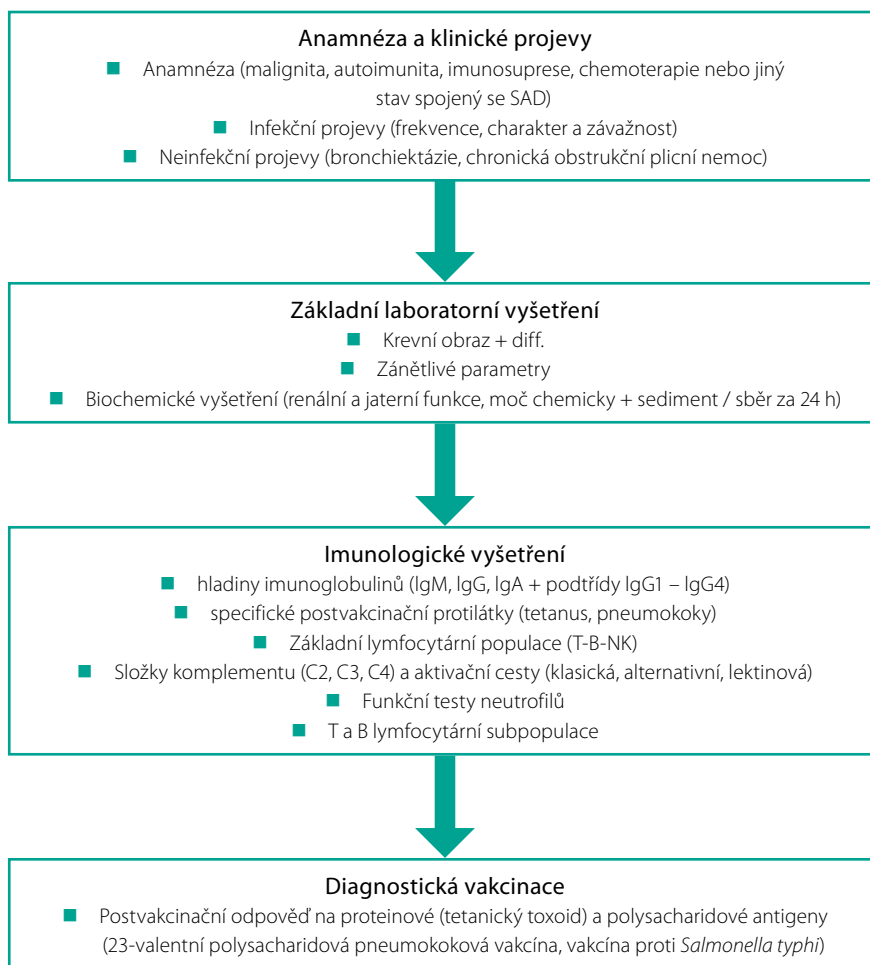 Anamnéza a klinické projevy
■ Anamnéza (malignita, autoimunita, imunosuprese, chemoterapie nebo jiný
stav spojený se SAD)
■ Infekční projevy (frekvence, charakter a závažnost)
■ Neinfekční projevy (bronchiektázie, chronická obstrukční plicní nemoc)
Základní laboratorní vyšetření
■ Krevní obraz + diff.
■ Zánětlivé parametry
■ Biochemické vyšetření (renální a jaterní funkce, moč chemicky + sediment / sběr za 24 h)
Imunologické vyšetření
■ hladiny imunoglobulinů (IgM, IgG, IgA + podtřídy IgG1 – IgG4)
■ specifické postvakcinační protilátky (tetanus, pneumokoky)
■ Základní lymfocytární populace (T-B-NK)
■ Složky komplementu (C2, C3, C4) a aktivační cesty (klasická, alternativní, lektinová)
■ Funkční testy neutrofilů
■ T a B lymfocytární subpopulace
Diagnostická vakcinace
■ Postvakcinační odpověď na proteinové (tetanický toxoid) a polysacharidové antigeny
(23-valentní polysacharidová pneumokoková vakcína, vakcína proti Salmonella typhi)